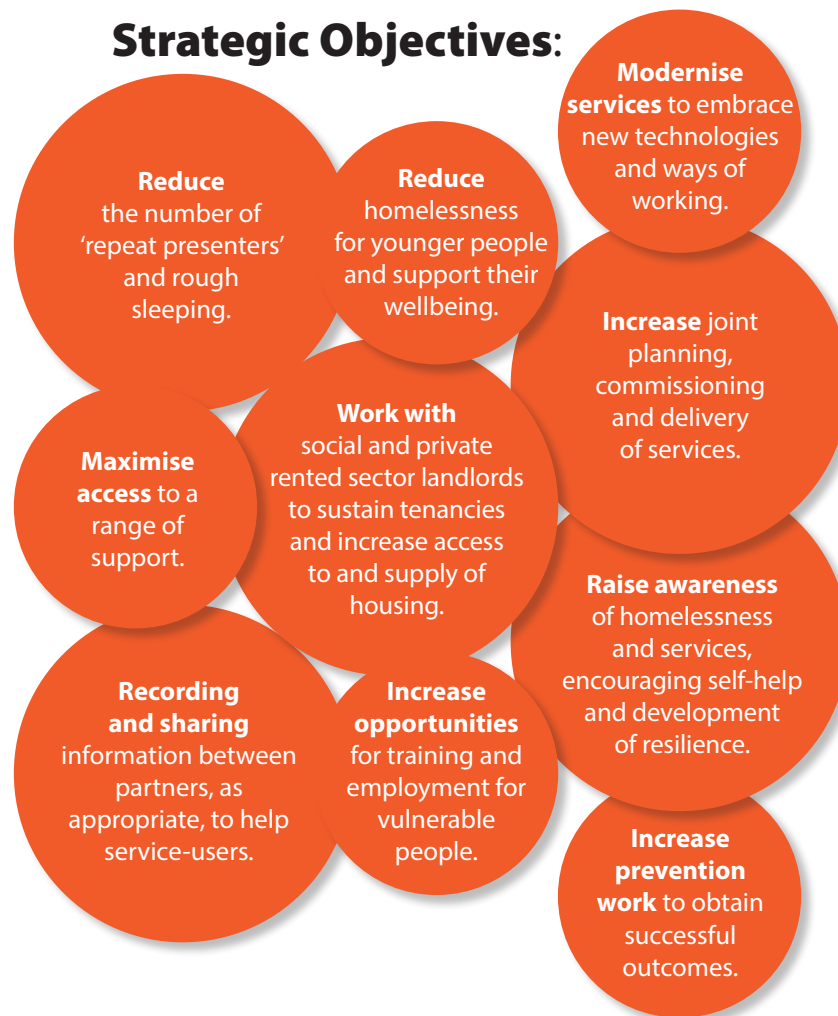 Strategic Objectives:
Modernise
services to embrace
new technologies
and ways of
working.
Reduce
the number of
‘repeat presenters’
and rough
sleeping.
Reduce
homelessness
for younger people
and support their
wellbeing.
Increase joint
planning,
commissioning
and delivery
of services.
Maximise
access to a
range of
support.
Work with
social and private
rented sector landlords
to sustain tenancies
and increase access
to and supply of
housing.
Raise awareness
of homelessness
and services,
encouraging self-help
and development
of resilience.
Recording
and sharing
information between
partners, as
appropriate, to help
service-users.
Increase
opportunities
for training and
employment for
vulnerable
people.
Increase
prevention
work to obtain
successful
outcomes.